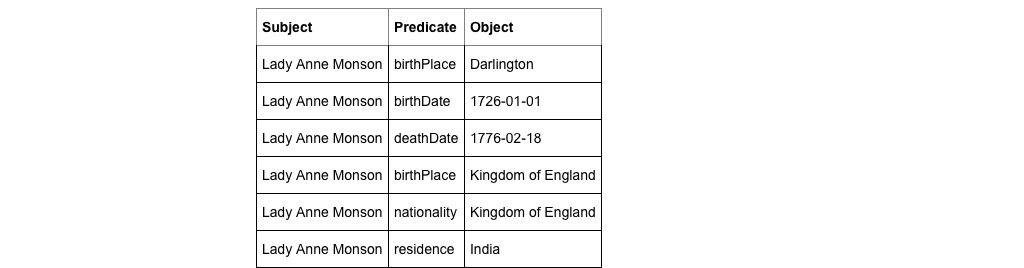 Subject Predicate Object
Lady Anne Monson birthPlace Darlington
Lady Anne Monson birthDate 1726-01-01
Lady Anne Monson deathDate 1776-02-18
Lady Anne Monson birthPlace Kingdom of England
Lady Anne Monson nationality Kingdom of England
Lady Anne Monson residence India